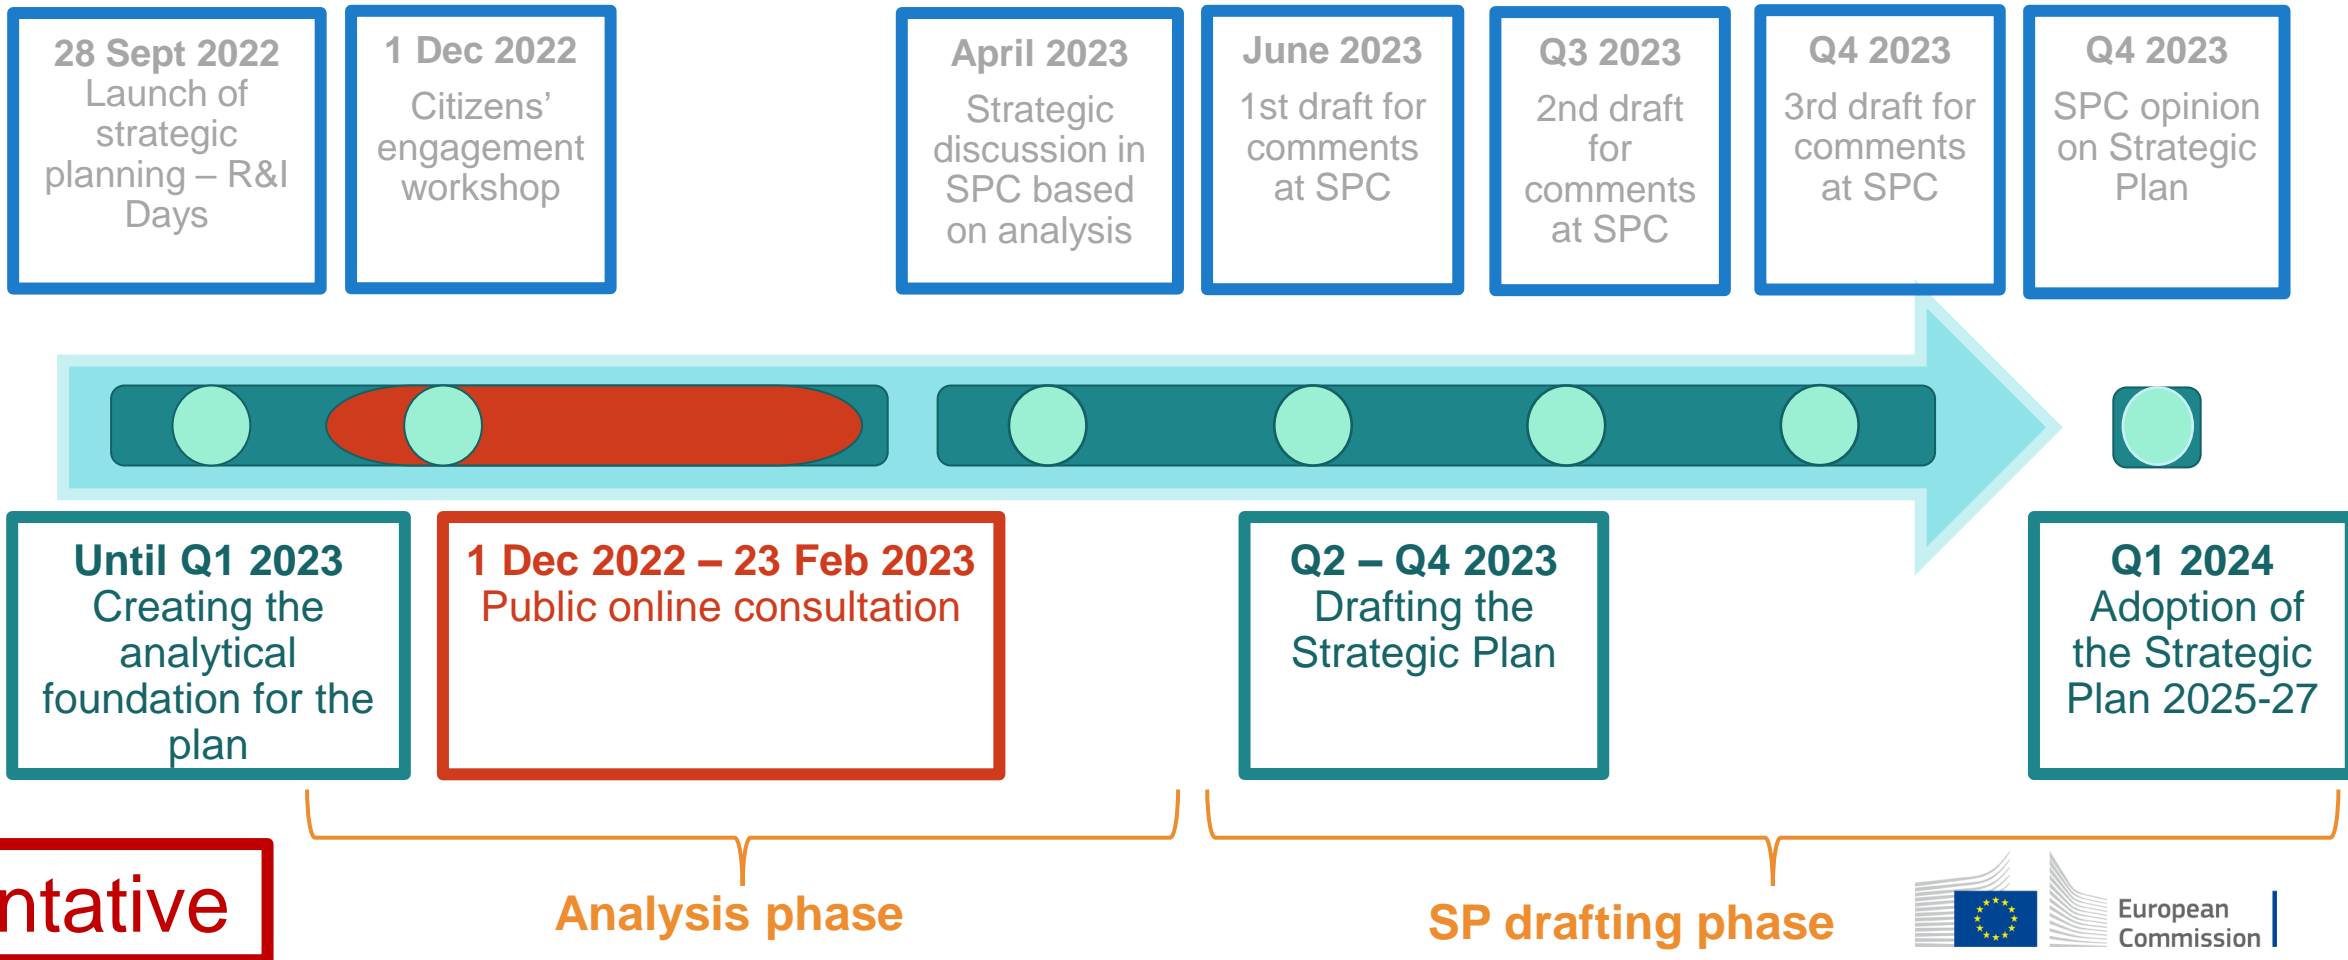 28 Sept 2022
Launch of
strategic
planning – R&I
Days
1 Dec 2022
Citizens’
engagement
workshop
April 2023
Strategic
discussion in
SPC based
on analysis
June 2023
1st draft for
comments
at SPC
Q3 2023
2nd draft
for
comments
at SPC
Q4 2023
3rd draft for
comments
at SPC
Q4 2023
SPC opinion
on Strategic
Plan
Until Q1 2023
Creating the
analytical
foundation for the
plan
1 Dec 2022 – 23 Feb 2023
Public online consultation
Q2 – Q4 2023
Drafting the
Strategic Plan
Q1 2024
Adoption of
the Strategic
Plan 2025-27
ntative
Analysis phase
SP drafting phase
European
Commission